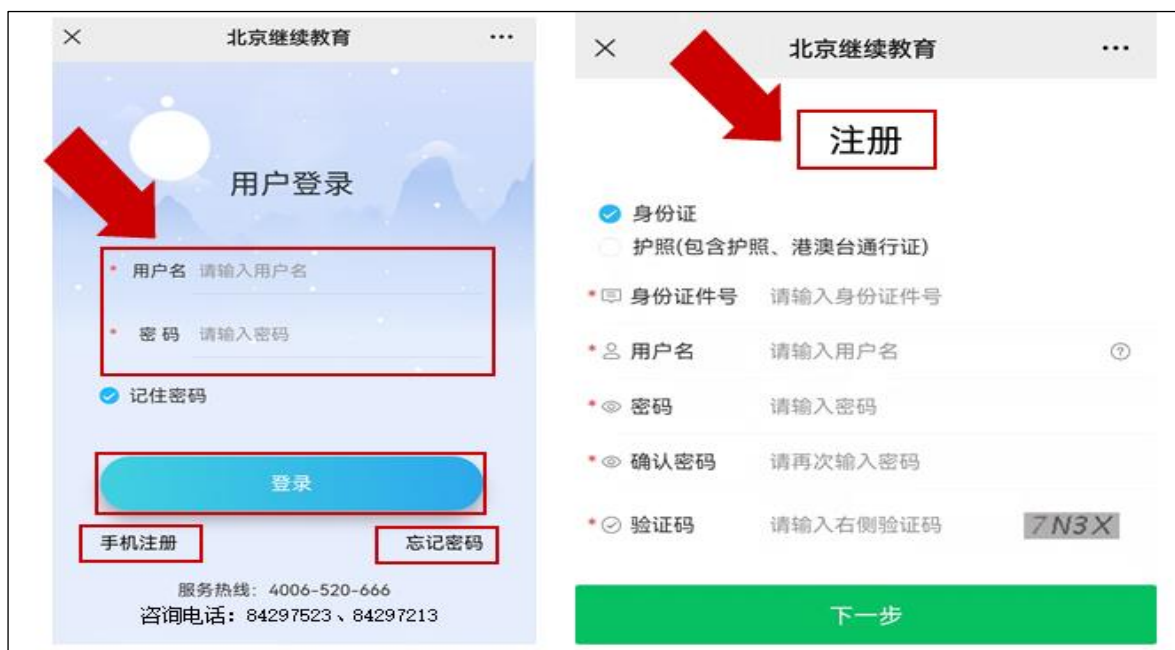 北京继续教育
用户登录
* 用户名 请输入用户名
* 密码 请输入密码
记住密码
登录
手机注册 忘记密码
服务热线：4006-520-666
咨询电话：84297523、84297213
北京继续教育
注册
身份证
护照(包含护照、港澳台通行证)
* 身份证件号 请输入身份证件号
* 用户名 请输入用户名 ?
* 密码 请输入密码
* 确认密码 请再次输入密码
* 验证码 请输入右侧验证码 7N3X
下一步